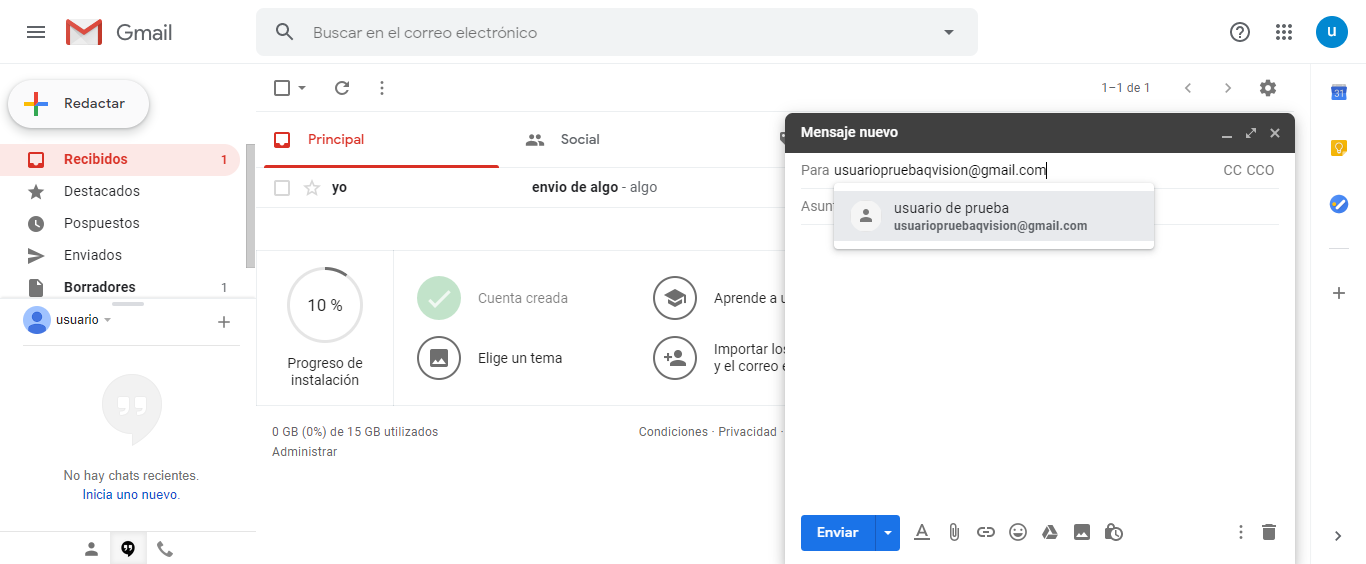 Gmail
Buscar en el correo electrónico
u
Redactar
1–1 de 1
31
Recibidos 1
Destacados
Pospuestos
Enviados
Borradores 1
usuario
No hay chats recientes.
Inicia uno nuevo.
Principal
Social
yo envio de algo - algo
10 %
Progreso de
instalación
Cuenta creada
Elige un tema
Aprende a u
Importar los
y el correo e
0 GB (0%) de 15 GB utilizados
Administrar
Condiciones · Privacidad ·
Mensaje nuevo
Para usuariopruebaqvision@gmail.com CC CCO
Asun
usuario de prueba
usuariopruebaqvision@gmail.com
Enviar